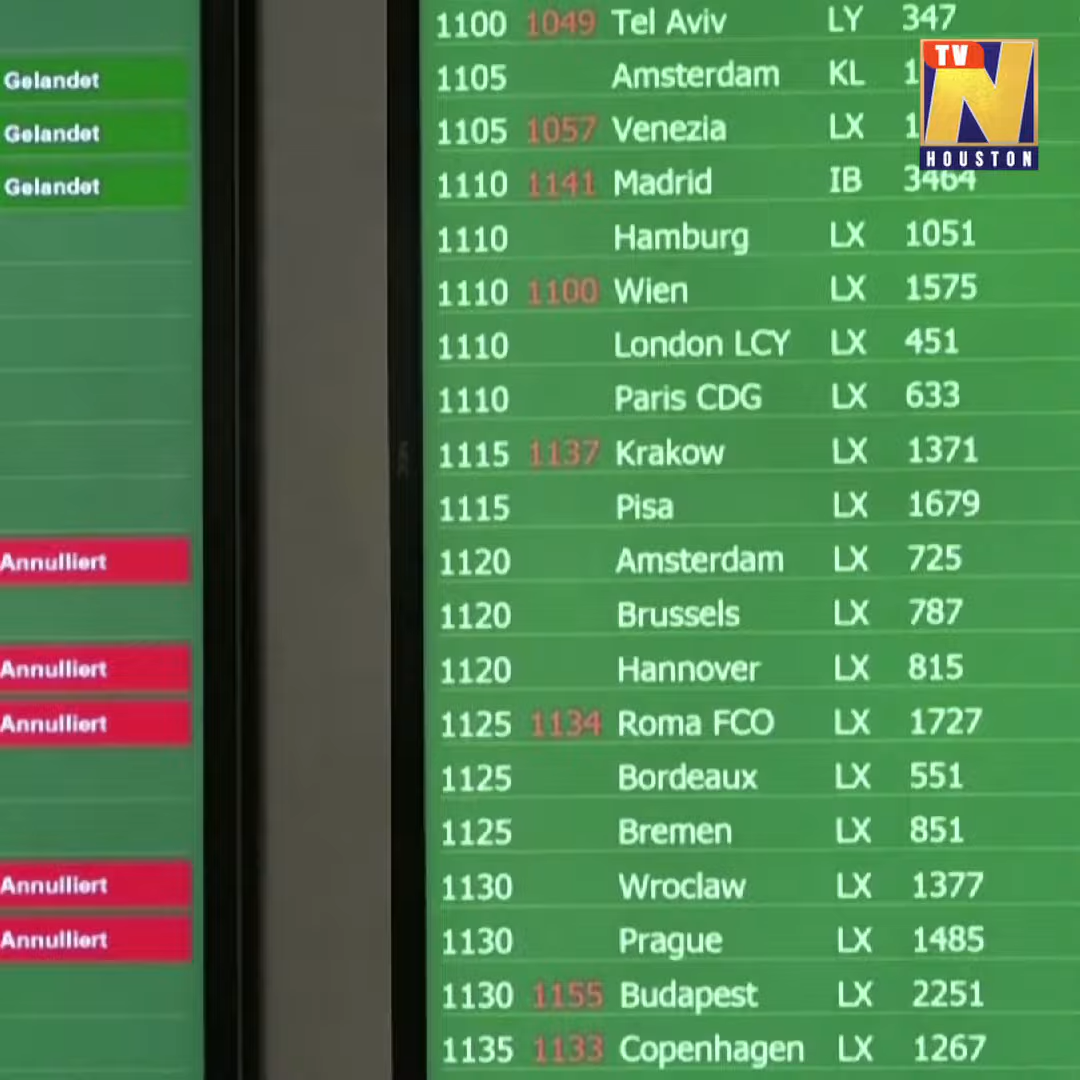 Gelandet
Gelandet
Gelandet
Annulliert
Annulliert
Annulliert
Annulliert
Annulliert
1100 1049 Tel Aviv LY 347
1105 Amsterdam KL 1
1105 1057 Venezia LX 1
1110 1141 Madrid IB 3464
1110 Hamburg LX 1051
1110 1100 Wien LX 1575
1110 London LCY LX 451
1110 Paris CDG LX 633
1115 1137 Krakow LX 1371
1115 Pisa LX 1679
1120 Amsterdam LX 725
1120 Brussels LX 787
1120 Hannover LX 815
1125 1134 Roma FCO LX 1727
1125 Bordeaux LX 551
1125 Bremen LX 851
1130 Wroclaw LX 1377
1130 Prague LX 1485
1130 1155 Budapest LX 2251
1135 1133 Copenhagen LX 1267
TV
N
HOUSTON